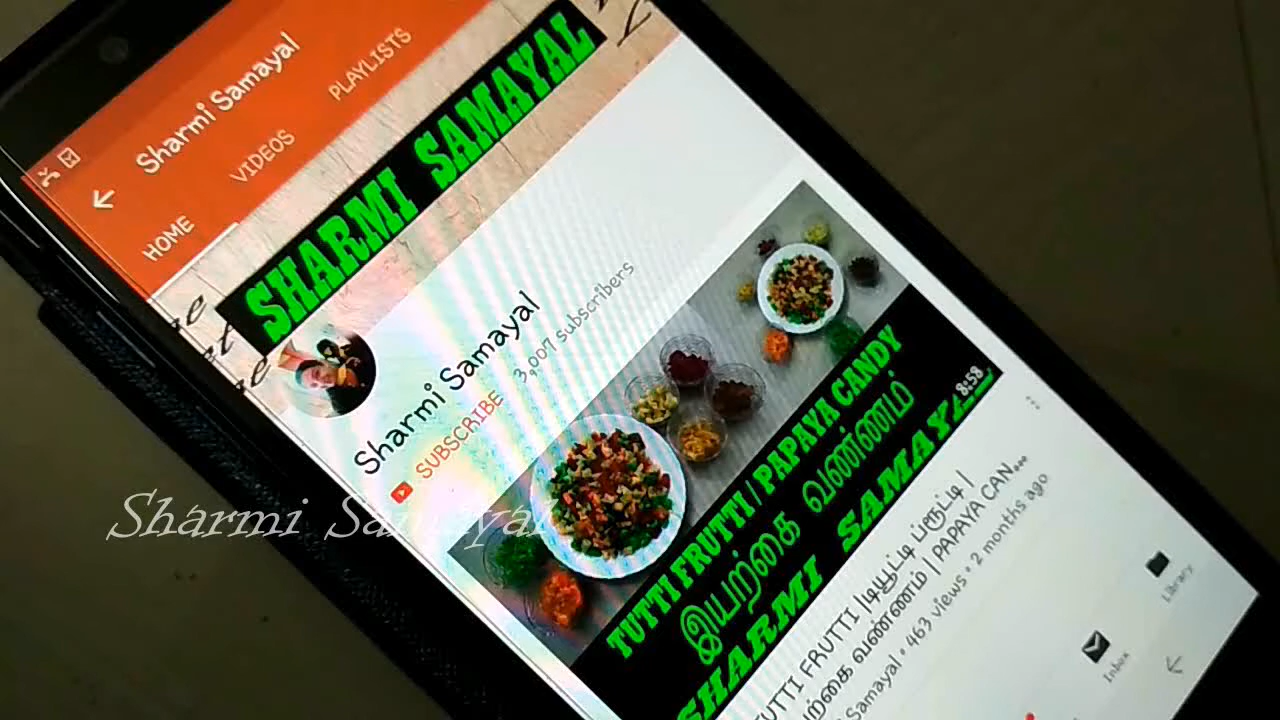 Sharmi Samayal
HOME VIDEOS PLAYLISTS
SHARMI SAMAYAL
Sharmi Samayal
SUBSCRIBE 3,007 subscribers
TUTTI FRUTTI / PAPAYA CANDY
இயற்கை வண்ணம்
SHARMI SAMAYAL
8:58
TUTTI FRUTTI |டியூட்டி ப்ரூட்டி |
வண்ணம் | PAPAYA CAN...
Samayal • 463 views • 2 months ago
Inbox
Library
Sharmi Samayal